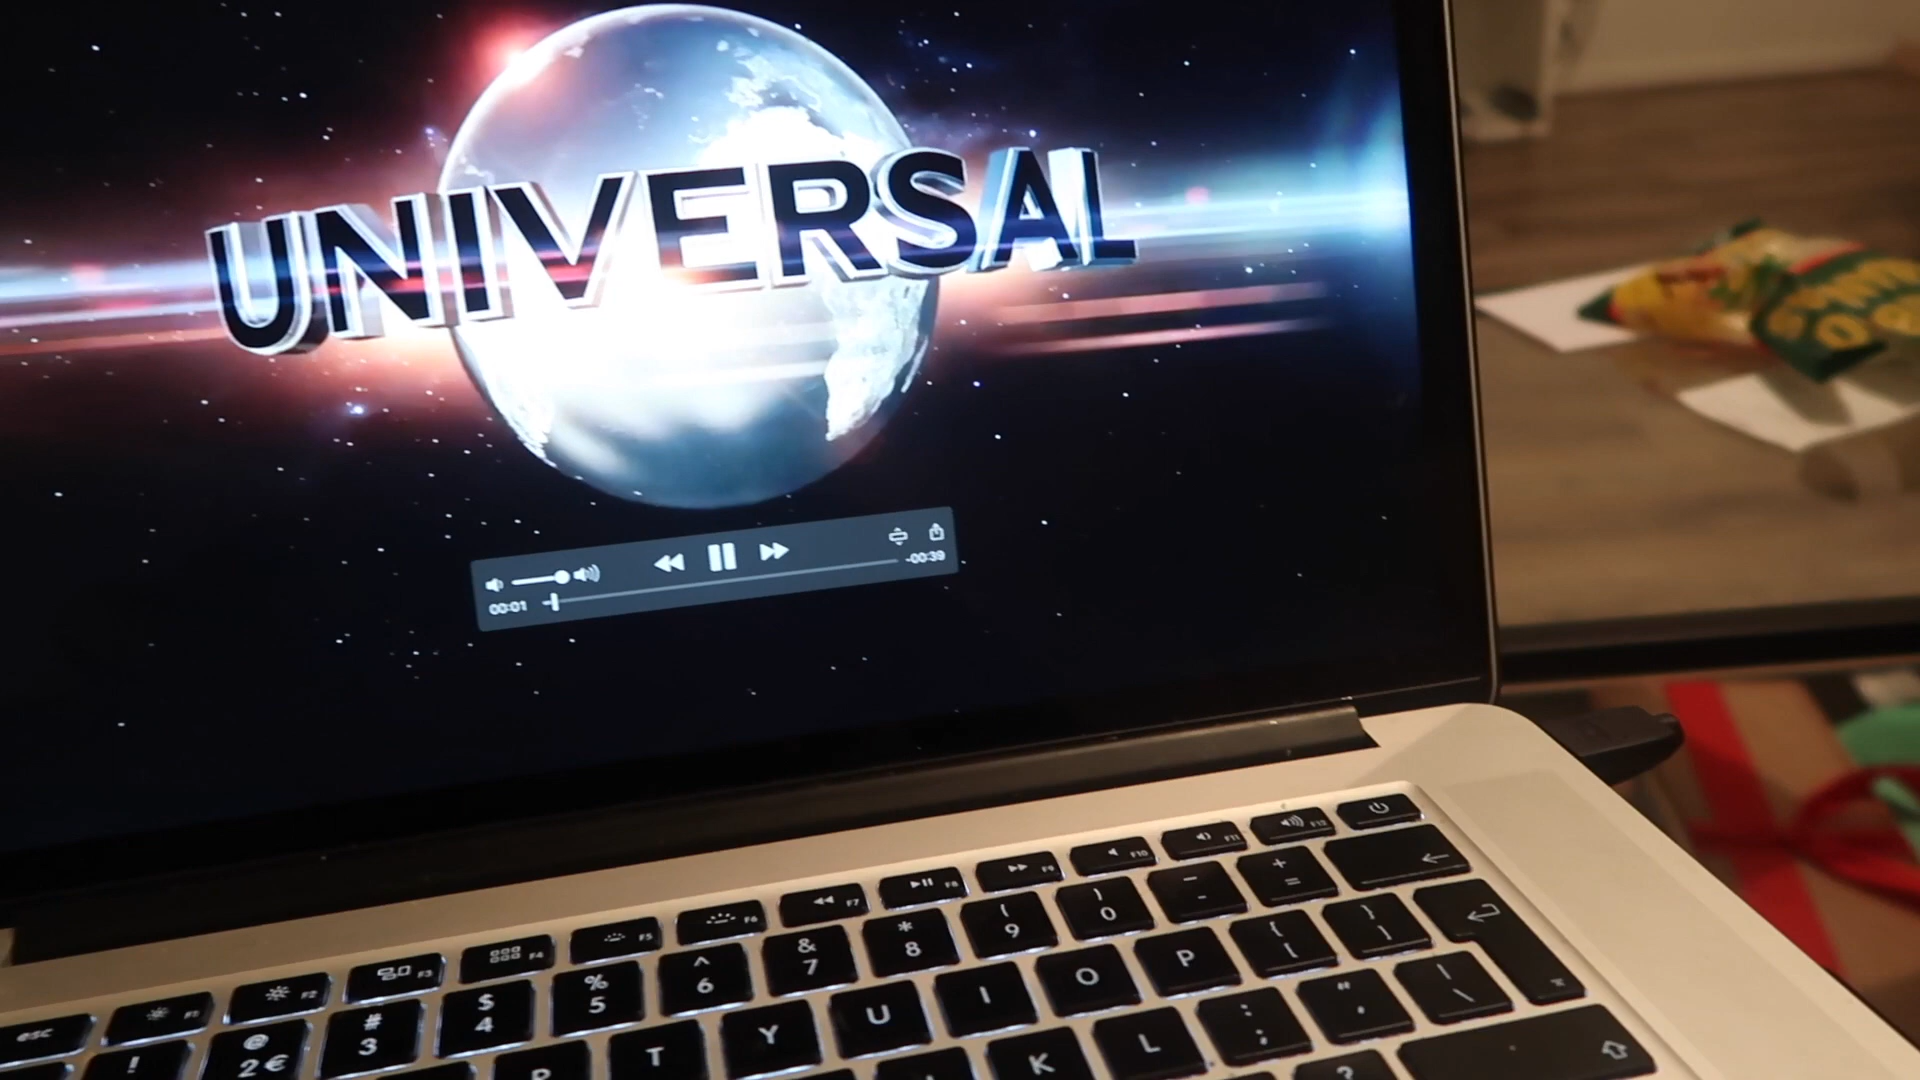 UNIVERSAL
00:01
-00:39
esc F1 F2 F3 F4 F5 F6 F7 F8 F9 F10 F11 F12
! @ 2 € # 3 $ 4 % 5 ^ 6 & 7 * 8 ( 9 ) 0 - + =
T Y U I O P { [ } ]
K L : ; " ' | \
?